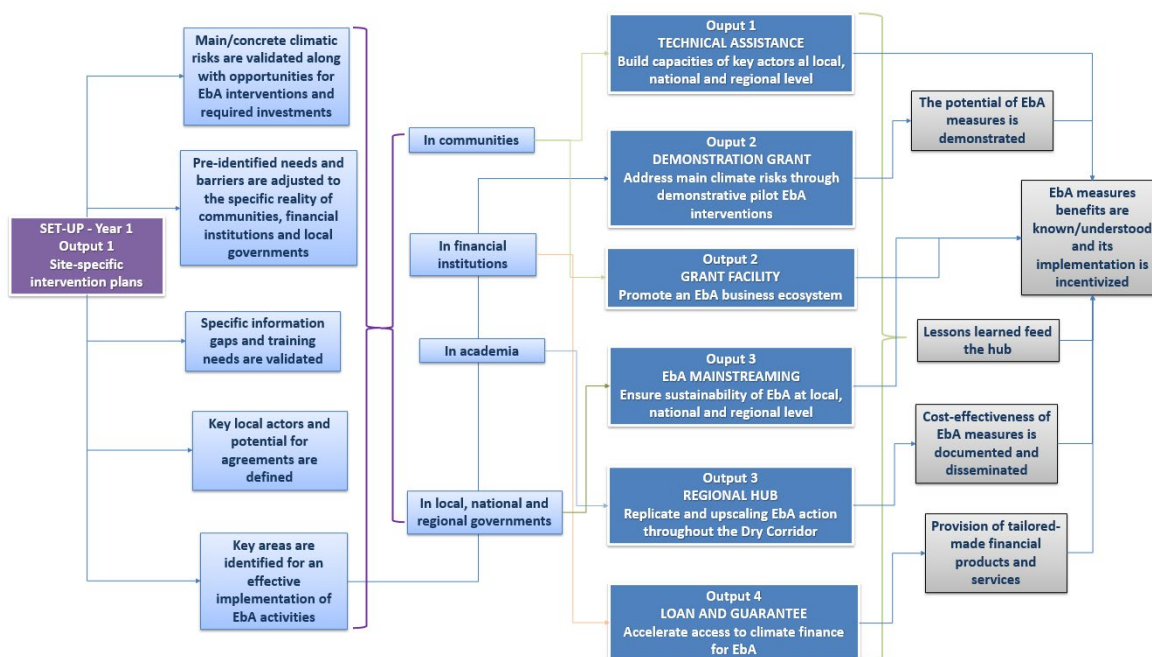 SET-UP - Year 1
Output 1
Site-specific
intervention plans
Main/concrete climatic
risks are validated along
with opportunities for
EbA interventions and
required investments
Pre-identified needs and
barriers are adjusted to
the specific reality of
communities, financial
institutions and local
governments
Specific information
gaps and training
needs are validated
Key local actors and
potential for
agreements are
defined
Key areas are
identified for an
effective
implementation of
EbA activities
In communities
In financial
institutions
In academia
In local, national and
regional governments
Ouput 1
TECHNICAL ASSISTANCE
Build capacities of key actors al local,
national and regional level
Ouput 2
DEMONSTRATION GRANT
Address main climate risks through
demonstrative pilot EbA
interventions
Output 2
GRANT FACILITY
Promote an EbA business ecosystem
Output 3
EbA MAINSTREAMING
Ensure sustainability of EbA at local,
national and regional level
Output 3
REGIONAL HUB
Replicate and upscaling EbA action
throughout the Dry Corridor
Output 4
LOAN AND GUARANTEE
Accelerate access to climate finance
for EbA
The potential of EbA
measures is
demonstrated
Lessons learned feed
the hub
Cost-effectiveness of
EbA measures is
documented and
disseminated
Provision of tailored-
made financial
products and
services
EbA measures
benefits are
known/understood
and its
implementation is
incentivized